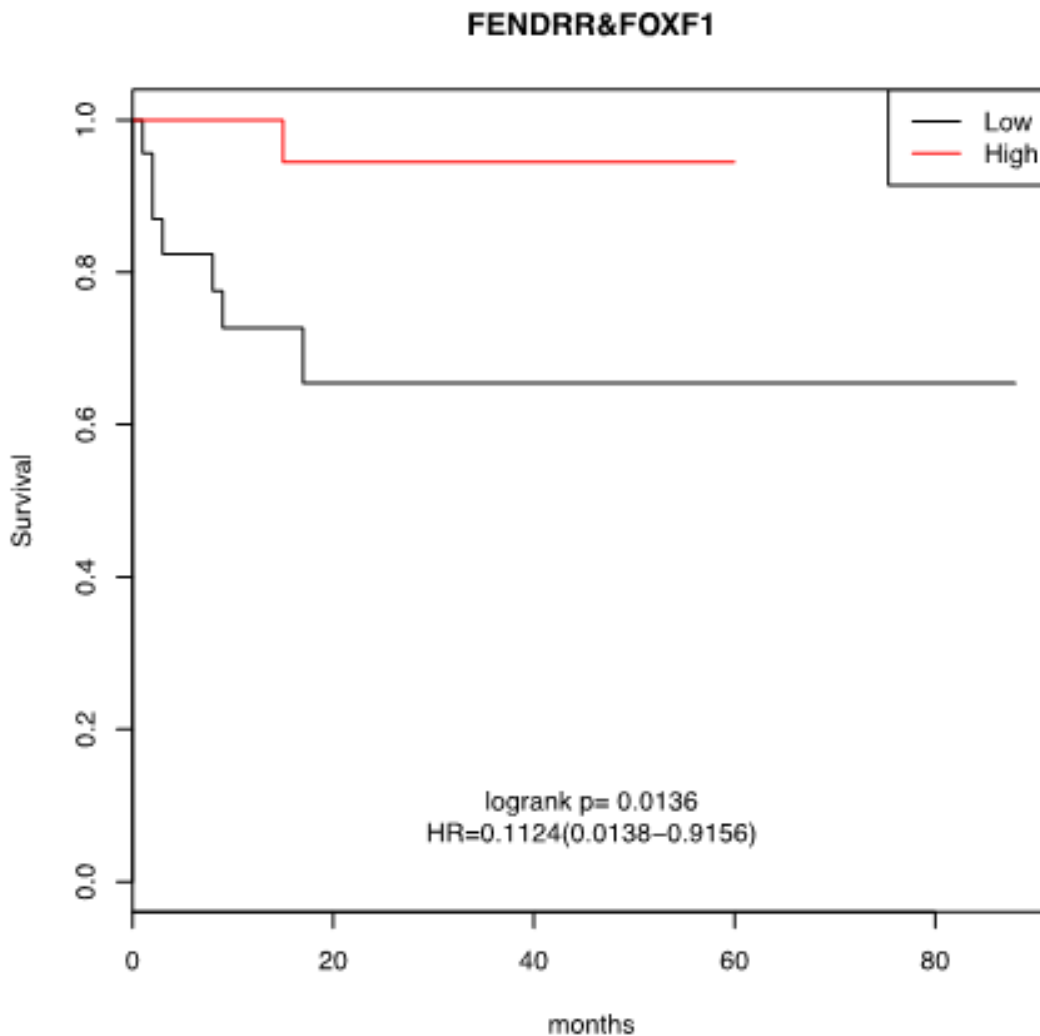 FENDRR&FOXF1
Low
High
1.0
0.8
0.6
0.4
0.2
0.0
Survival
logrank p= 0.0136
HR=0.1124(0.0138−0.9156)
0 20 40 60 80
months